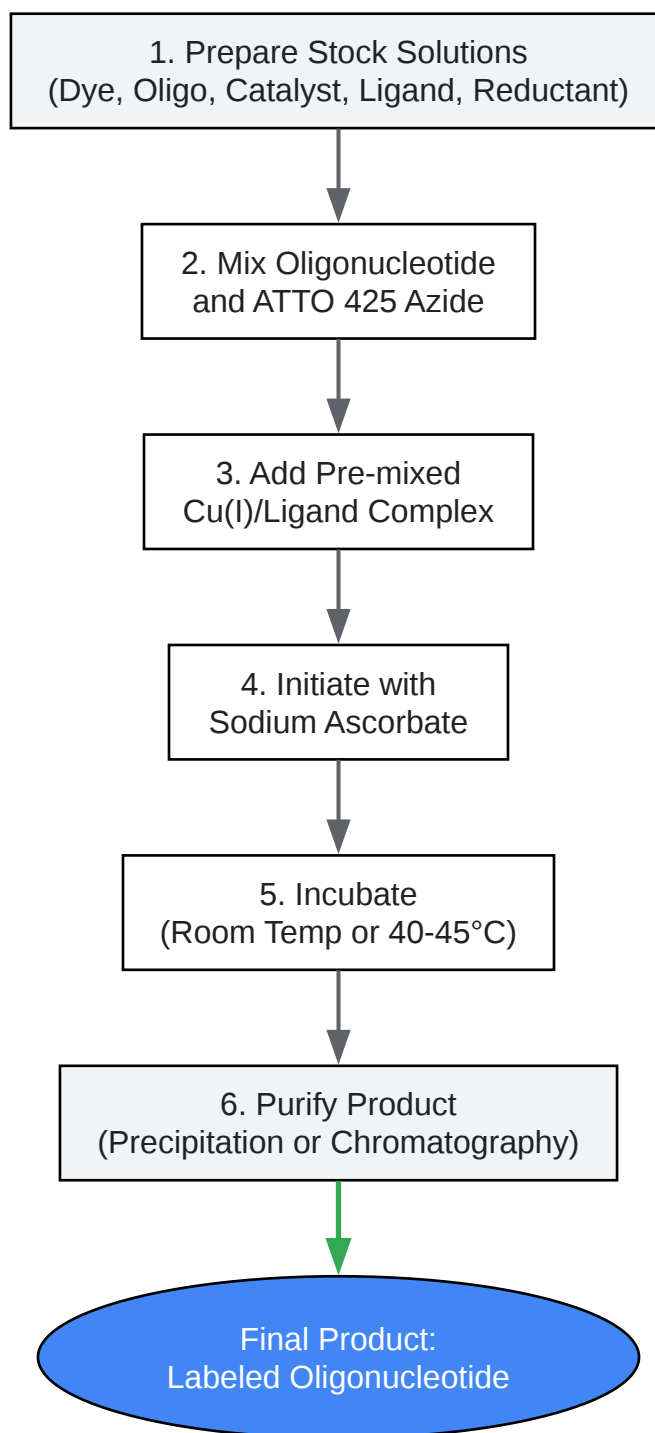 1. Prepare Stock Solutions
(Dye, Oligo, Catalyst, Ligand, Reductant)
2. Mix Oligonucleotide
and ATTO 425 Azide
3. Add Pre-mixed
Cu(I)/Ligand Complex
4. Initiate with
Sodium Ascorbate
5. Incubate
(Room Temp or 40-45°C)
6. Purify Product
(Precipitation or Chromatography)
Final Product:
Labeled Oligonucleotide